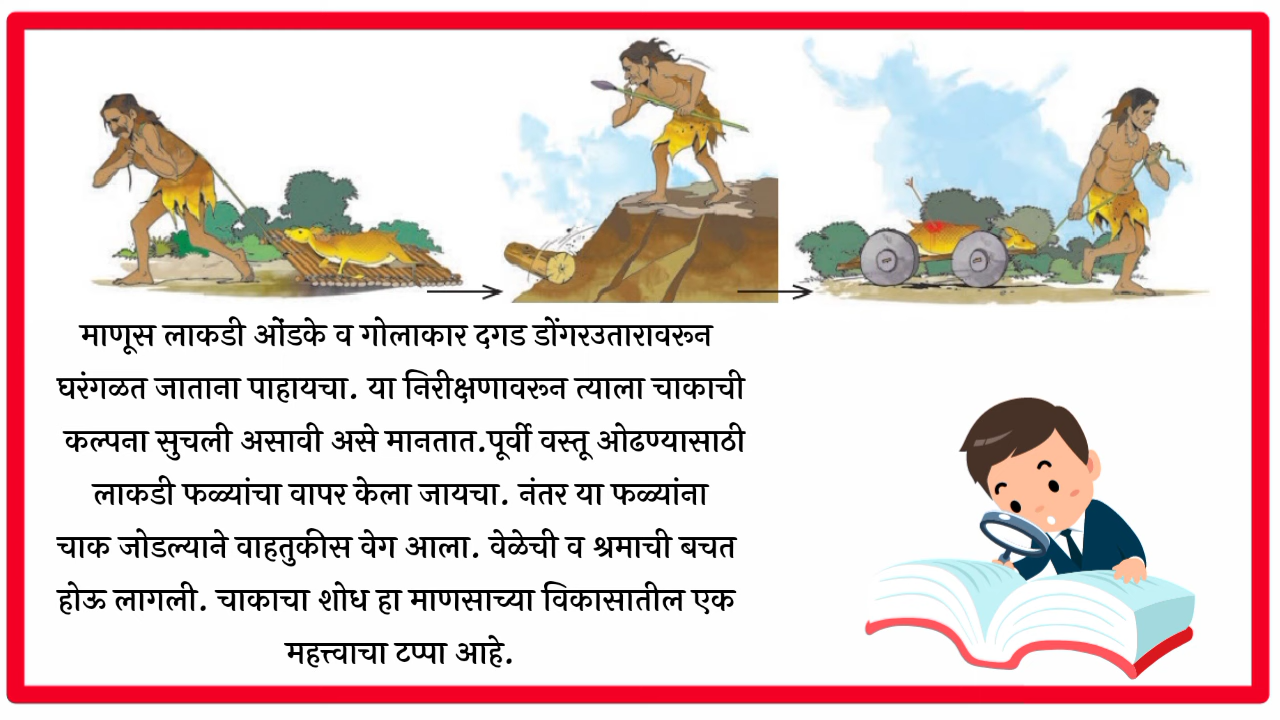 माणूस लाकडी ओंडके व गोलाकार दगड डोंगरउतारावरून
घरंगळत जाताना पाहायचा. या निरीक्षणावरून त्याला चाकाची
कल्पना सुचली असावी असे मानतात.पूर्वी वस्तू ओढण्यासाठी
लाकडी फळ्यांचा वापर केला जायचा. नंतर या फळ्यांना
चाक जोडल्याने वाहतुकीस वेग आला. वेळेची व श्रमाची बचत
होऊ लागली. चाकाचा शोध हा माणसाच्या विकासातील एक
महत्त्वाचा टप्पा आहे.